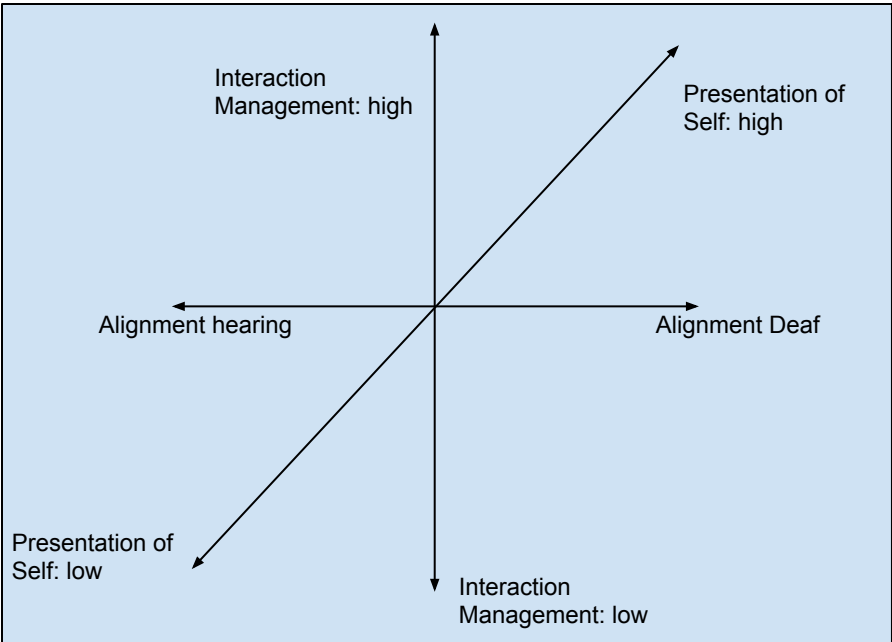 Interaction
Management: high
Presentation of
Self: high
Alignment hearing
Alignment Deaf
Presentation of
Self: low
Interaction
Management: low